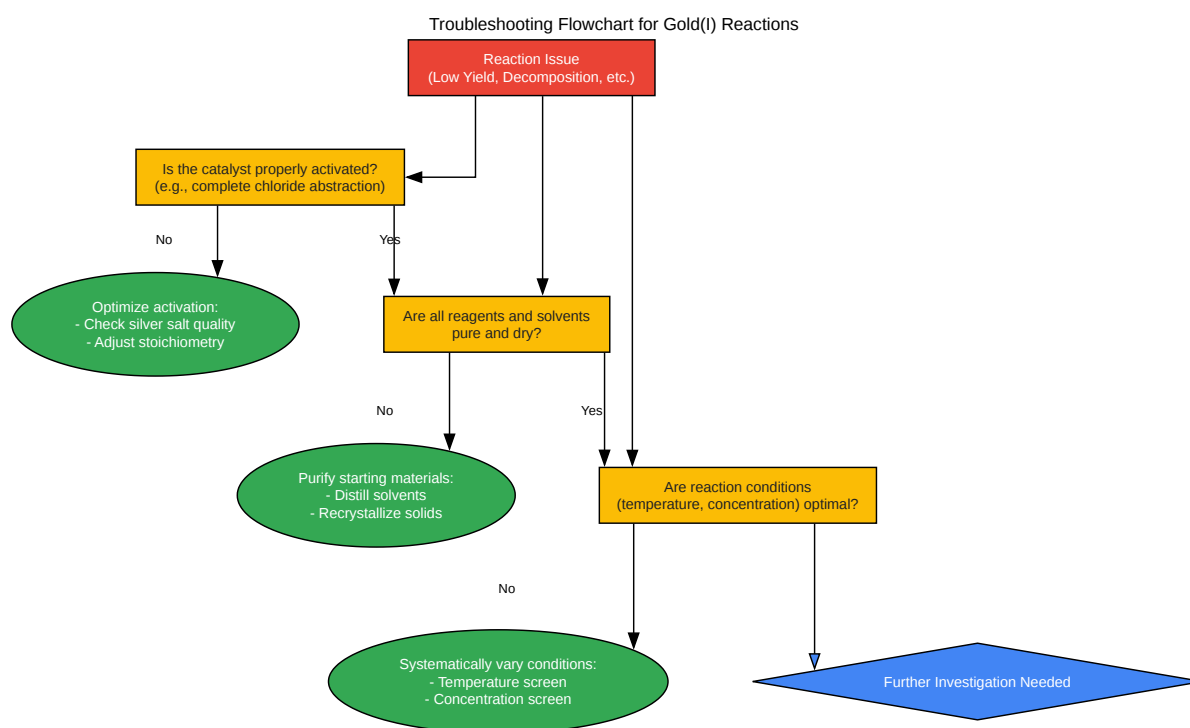 Troubleshooting Flowchart for Gold(I) Reactions
Reaction Issue
(Low Yield, Decomposition, etc.)
Is the catalyst properly activated?
(e.g., complete chloride abstraction)
No
Yes
Optimize activation:
- Check silver salt quality
- Adjust stoichiometry
Are all reagents and solvents
pure and dry?
No
Yes
Purify starting materials:
- Distill solvents
- Recrystallize solids
Are reaction conditions
(temperature, concentration) optimal?
No
Systematically vary conditions:
- Temperature screen
- Concentration screen
Further Investigation Needed